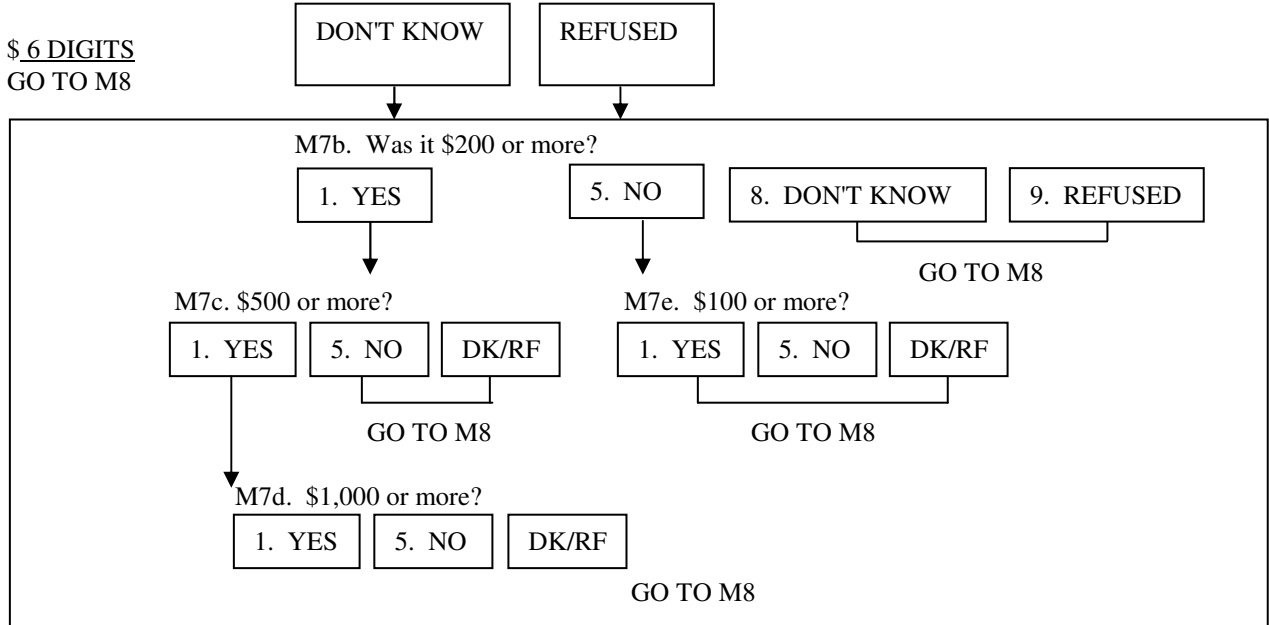 DON'T KNOW REFUSED
$ 6 DIGITS
GO TO M8
M7b. Was it $200 or more?
1. YES 5. NO 8. DON'T KNOW 9. REFUSED
GO TO M8
M7c. $500 or more? M7e. $100 or more?
1. YES 5. NO DK/RF 1. YES 5. NO DK/RF
GO TO M8 GO TO M8
M7d. $1,000 or more?
1. YES 5. NO DK/RF
GO TO M8